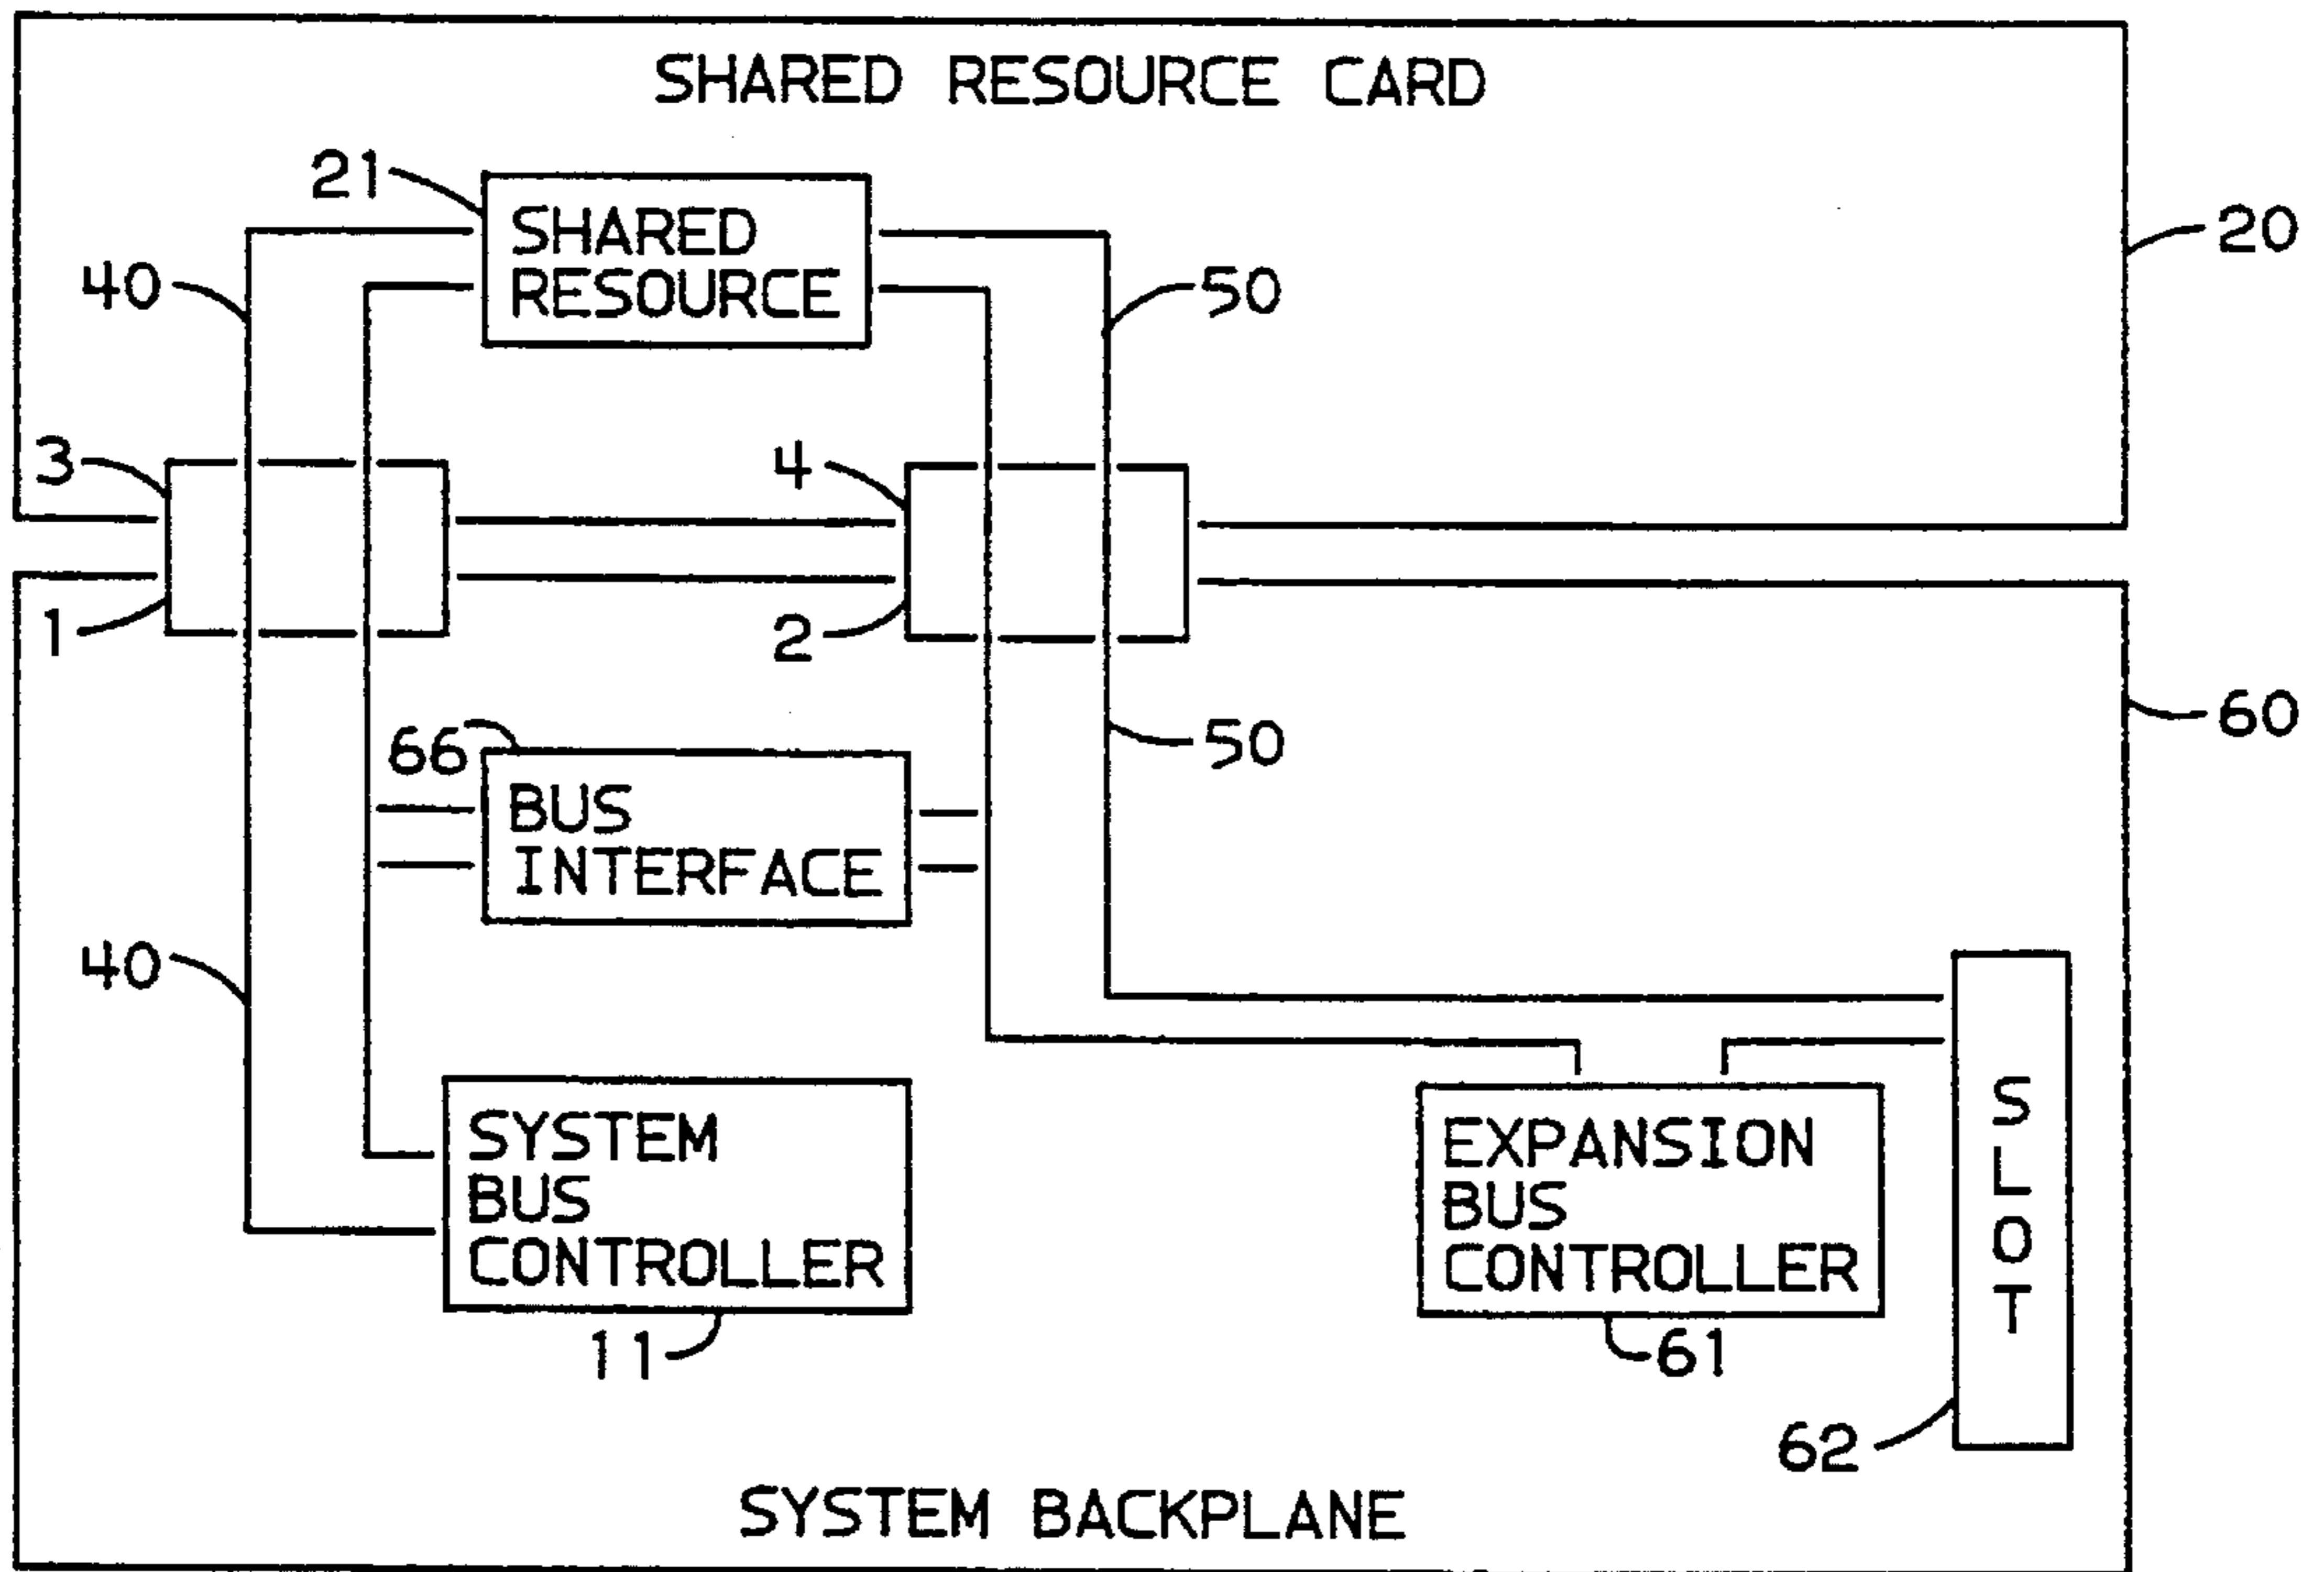 SHARED RESOURCE CARD
21
SHARED
RESOURCE
20
40
50
3
4
1
2
66
BUS
INTERFACE
50
60
40
SYSTEM
BUS
CONTROLLER
11
EXPANSION
BUS
CONTROLLER
61
S
L
O
T
62
SYSTEM BACKPLANE